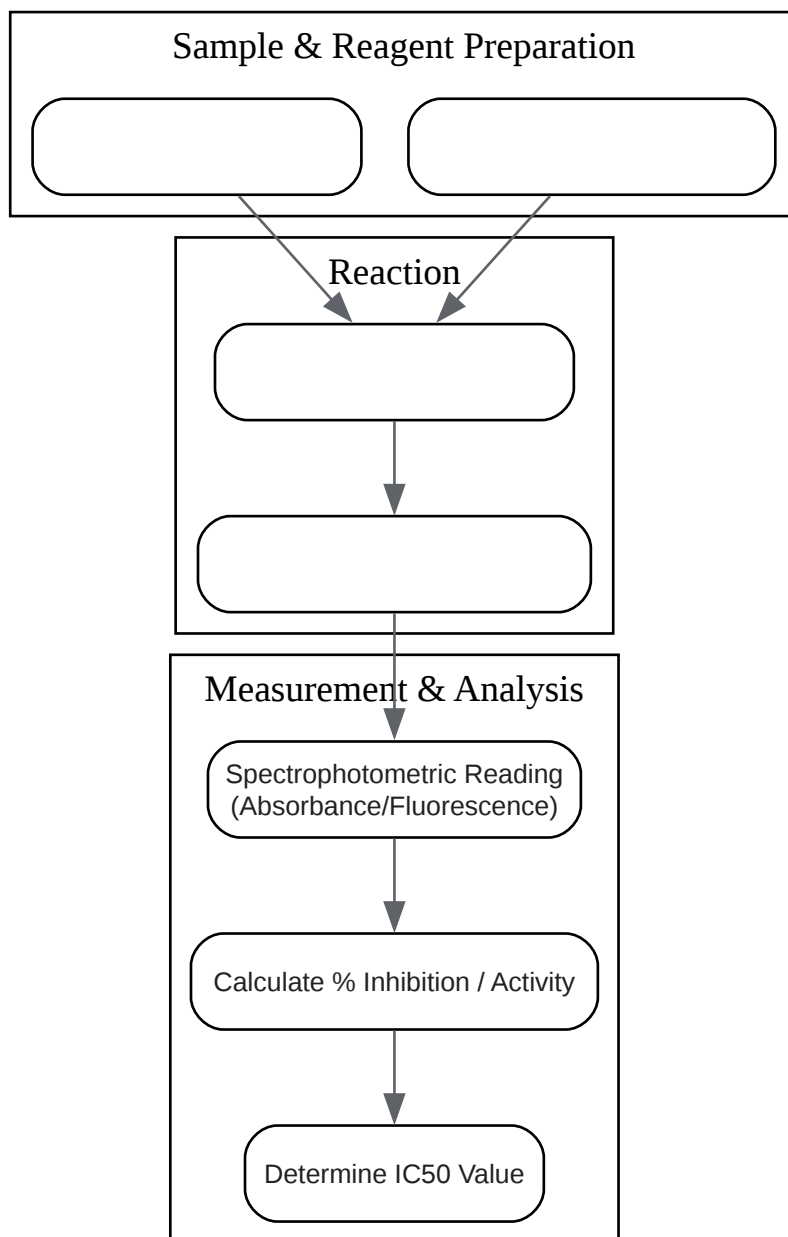 Sample & Reagent Preparation
Reaction
Measurement & Analysis
Spectrophotometric Reading
(Absorbance/Fluorescence)
Calculate % Inhibition / Activity
Determine IC50 Value